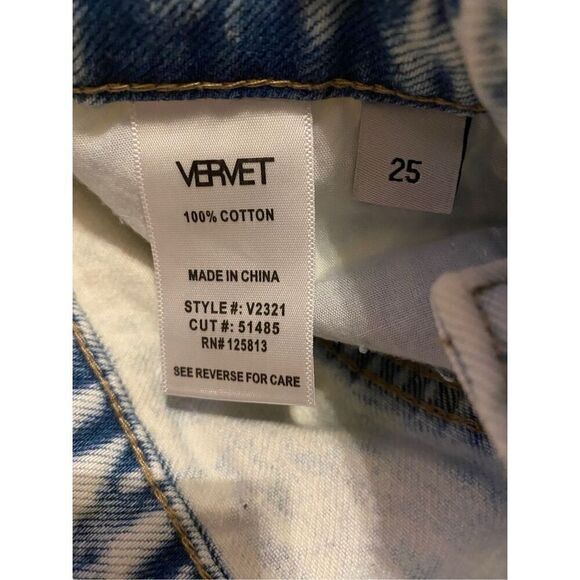 VERVET
100% COTTON
MADE IN CHINA
STYLE #: V2321
CUT #: 51485
RN# 125813
SEE REVERSE FOR CARE
25